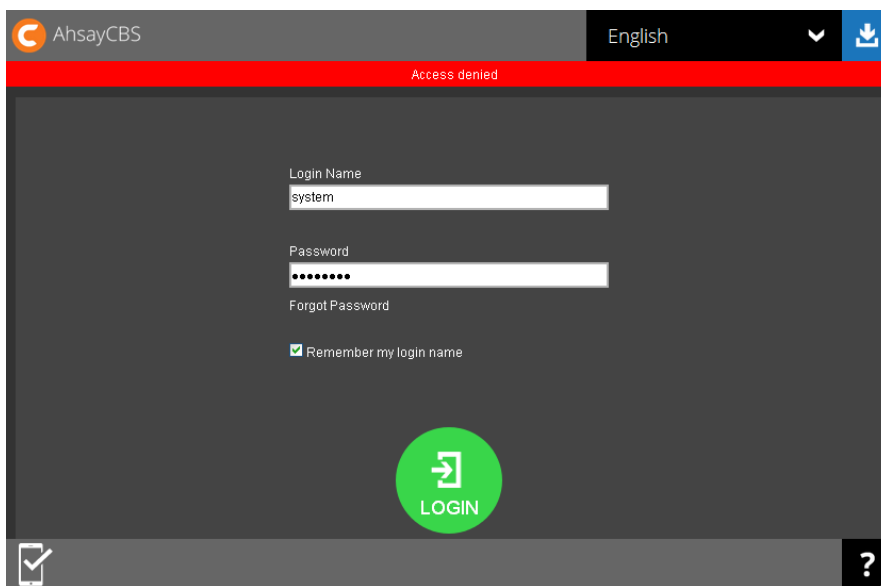 AhsayCBS
English
Access denied
Login Name
system
Password
••••••••
Forgot Password
Remember my login name
LOGIN
?